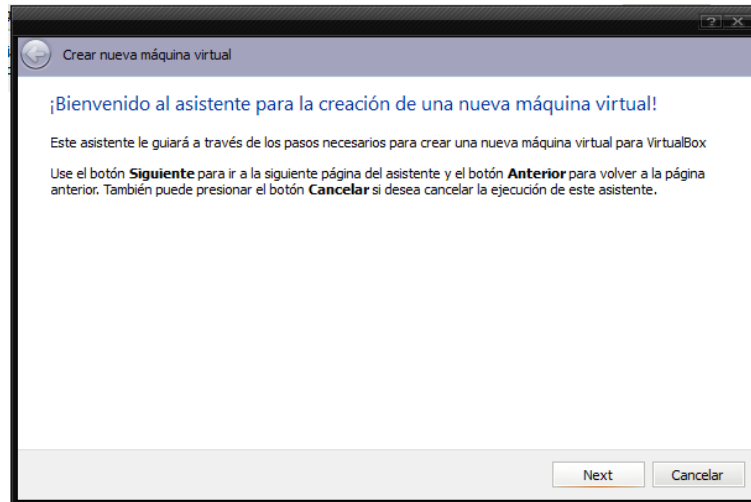 Crear nueva máquina virtual
¡Bienvenido al asistente para la creación de una nueva máquina virtual!
Este asistente le guiará a través de los pasos necesarios para crear una nueva máquina virtual para VirtualBox
Use el botón Siguiente para ir a la siguiente página del asistente y el botón Anterior para volver a la página
anterior. También puede presionar el botón Cancelar si desea cancelar la ejecución de este asistente.
Next Cancelar